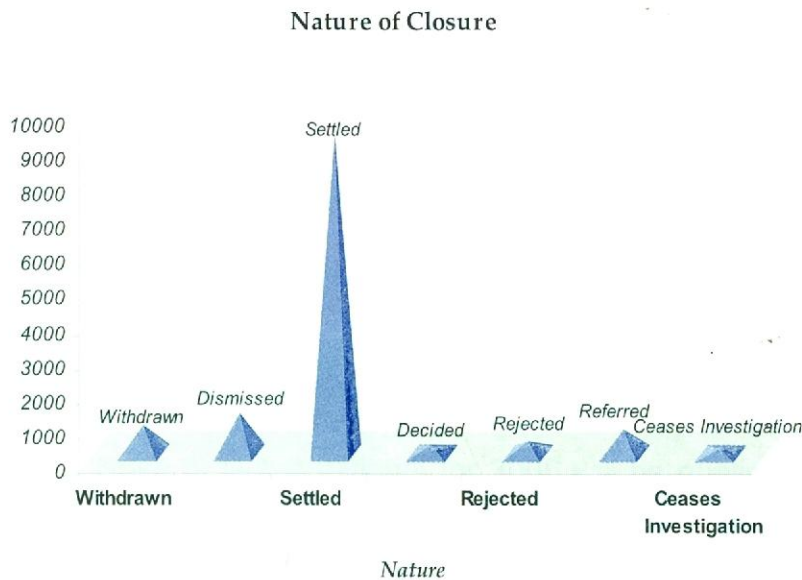 Nature of Closure
10000
9000
8000
7000
6000
5000
4000
3000
2000
1000
0
Withdrawn
Dismissed
Settled
Decided
Rejected
Referred
Ceases Investigation
Withdrawn
Settled
Rejected
Ceases
Investigation
Nature